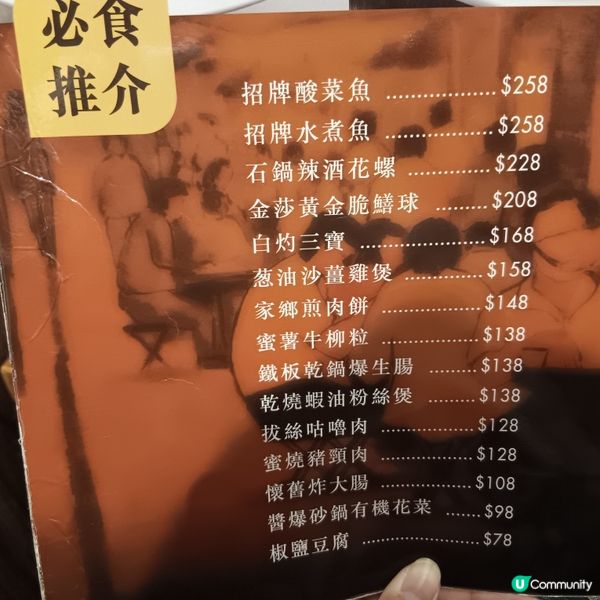 必食
推介
招牌酸菜魚 .................... $258
招牌水煮魚 .................... $258
石鍋辣酒花螺 ............... $228
金莎黃金脆鱔球 ......... $208
白灼三寶 ....................... $168
葱油沙薑雞煲 .............. $158
家鄉煎肉餅 .................. $148
蜜薯牛柳粒 .................. $138
鐵板乾鍋爆生腸 ......... $138
乾燒蝦油粉絲煲 ......... $138
拔絲咕嚕肉 .................. $128
蜜燒豬頸肉 .................. $128
懷舊炸大腸 .................. $108
醬爆砂鍋有機花菜 ....... $98
椒鹽豆腐 ....................... $78
U Community